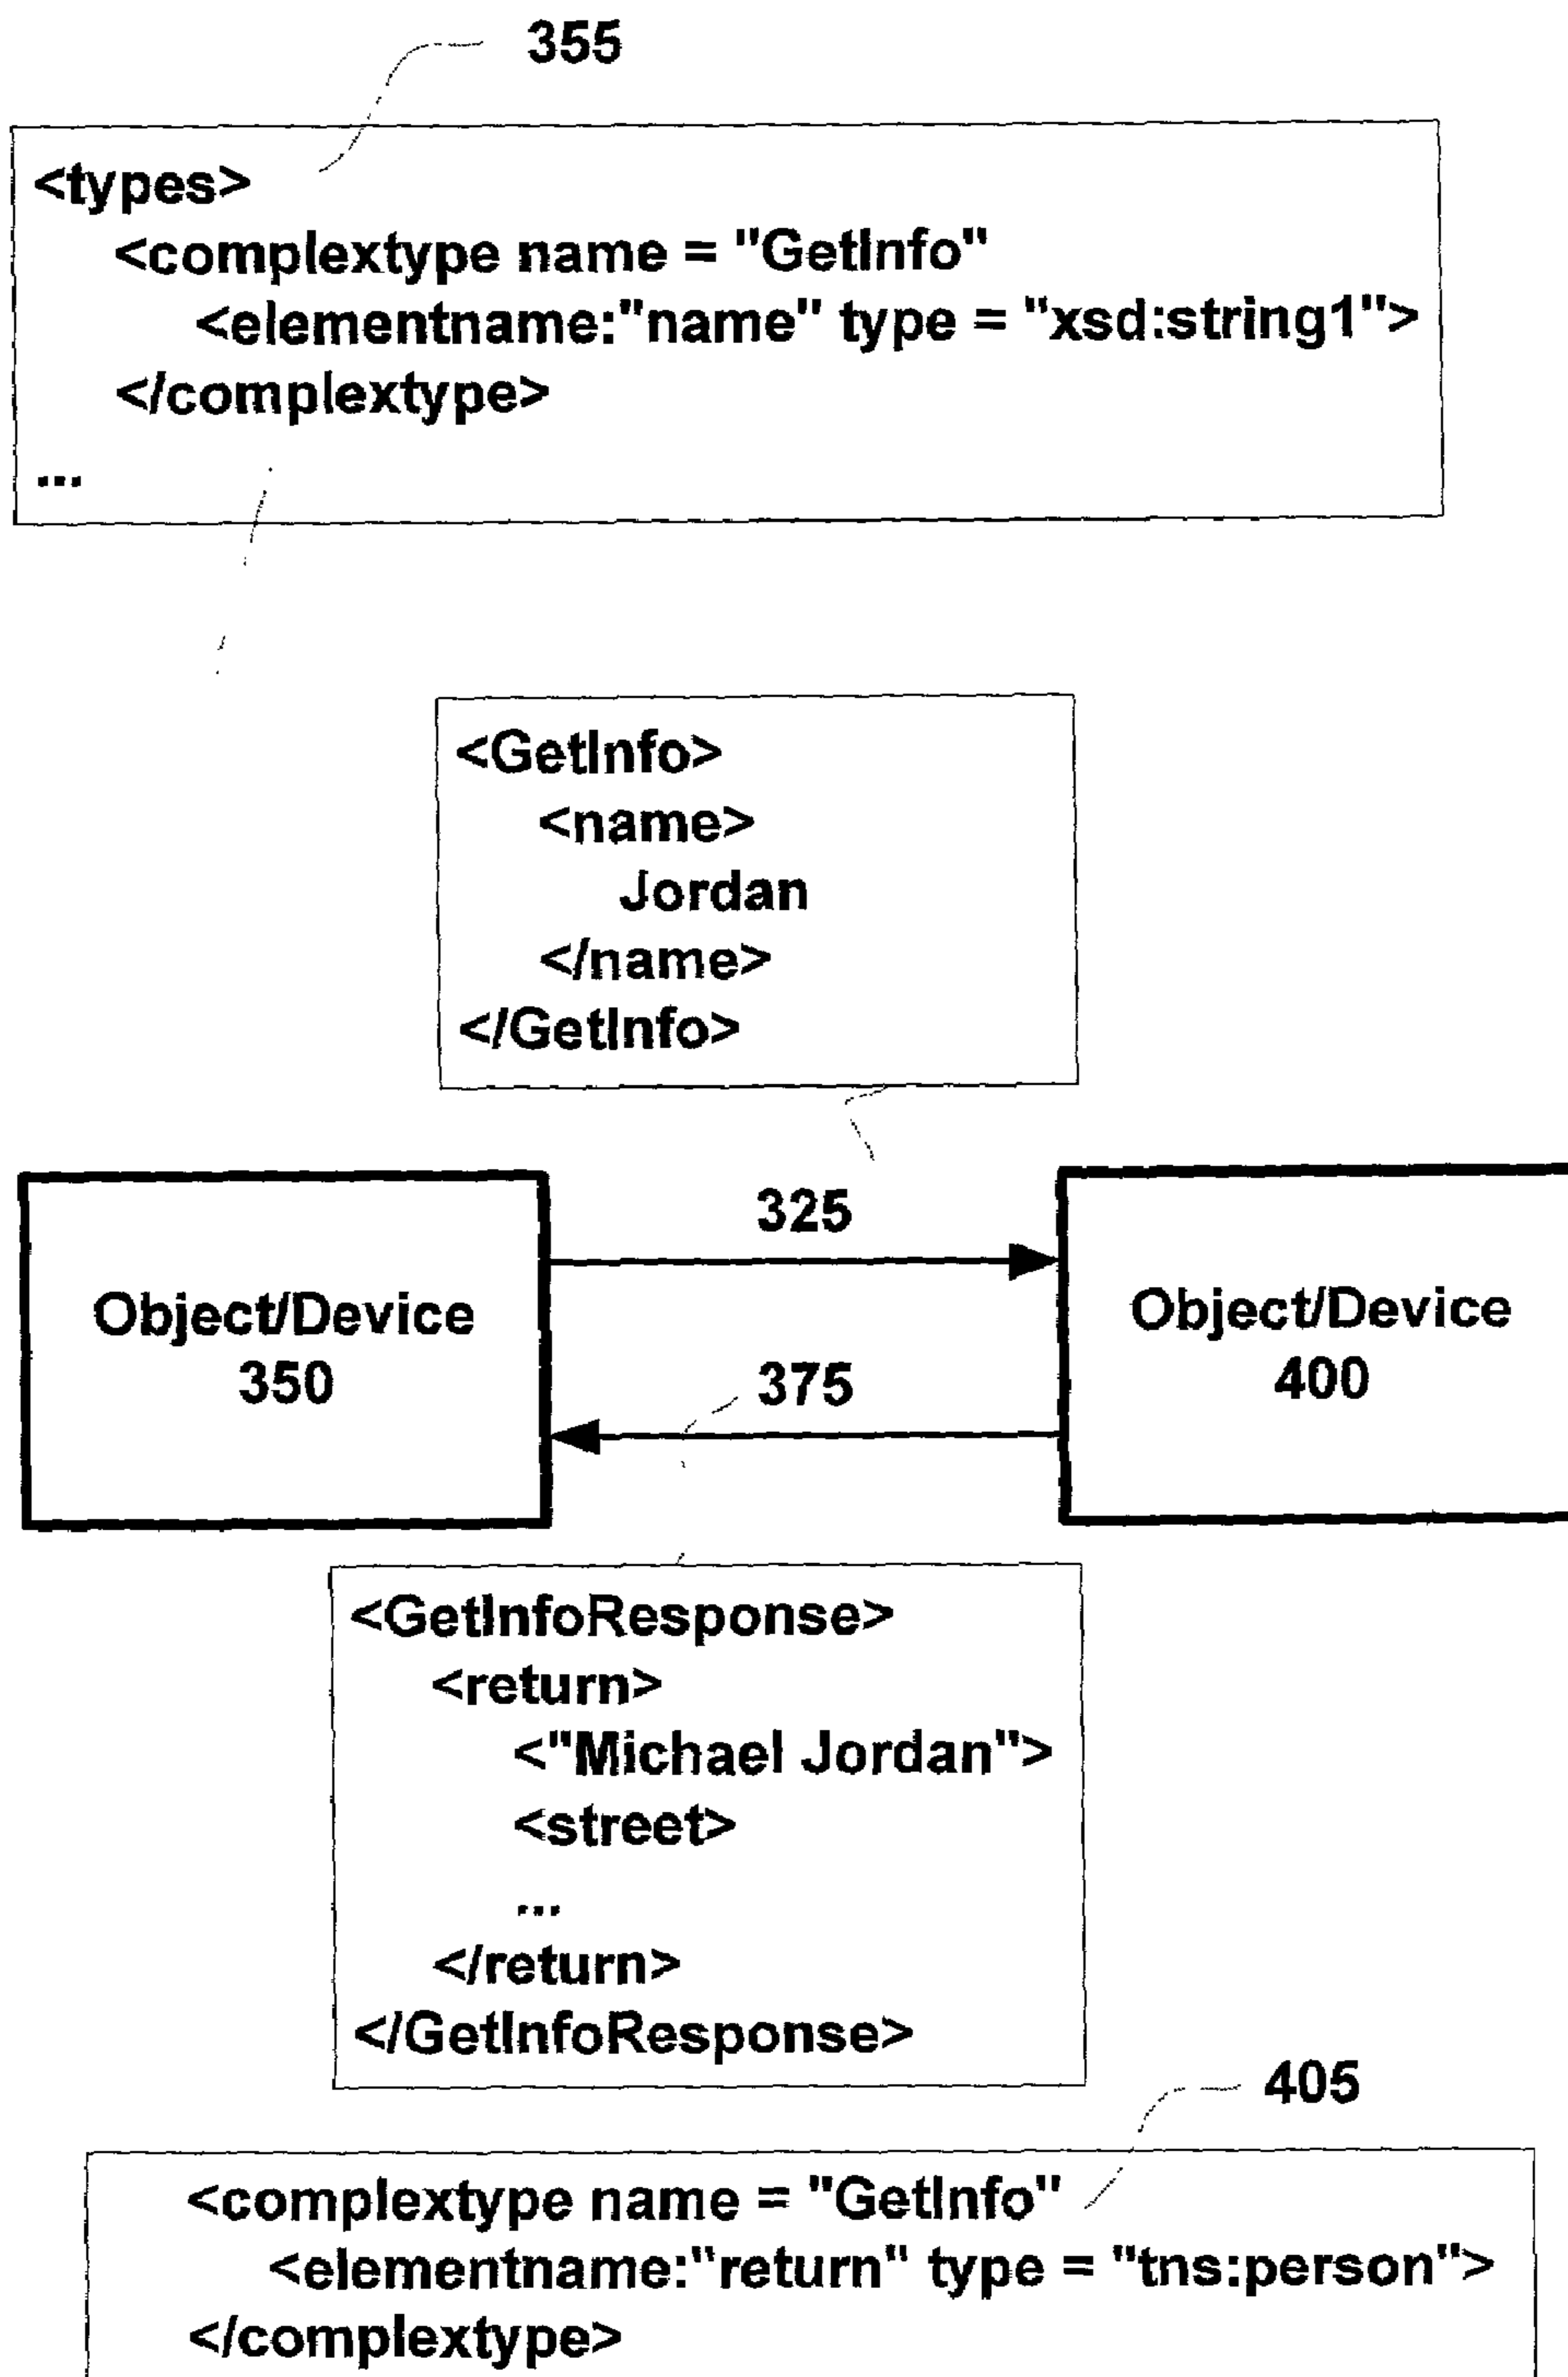 355
<types>
<complextype name = "GetInfo"
<elementname:"name" type = "xsd:string1">
</complextype>
...
<GetInfo>
<name>
Jordan
</name>
</GetInfo>
325
Object/Device
350
Object/Device
400
375
<GetInfoResponse>
<return>
<"Michael Jordan">
<street>
...
</return>
</GetInfoResponse>
405
<complextype name = "GetInfo"
<elementname:"return" type = "tns:person">
</complextype>